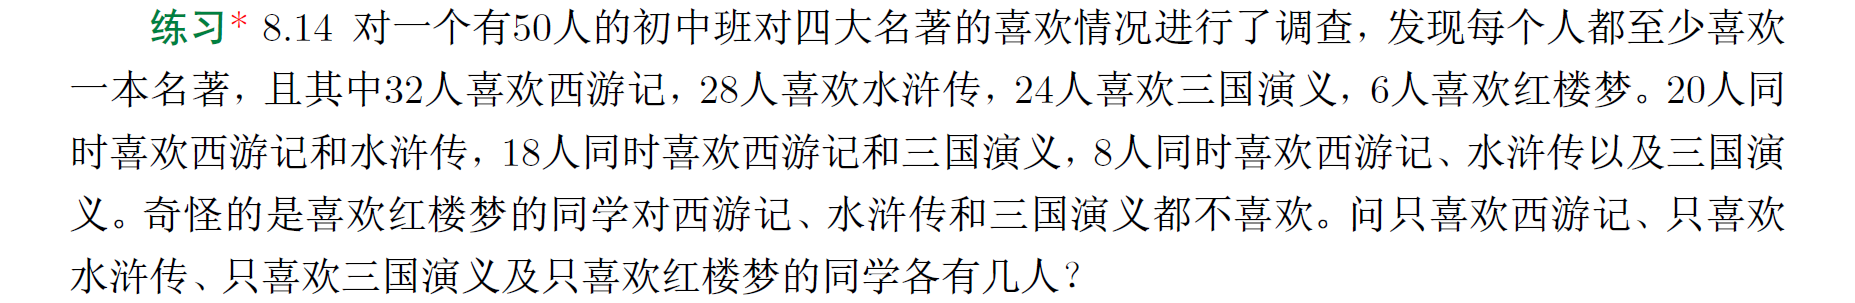 练习* 8.14 对一个有50人的初中班对四大名著的喜欢情况进行了调查，发现每个人都至少喜欢
一本名著，且其中32人喜欢西游记，28人喜欢水浒传，24人喜欢三国演义，6人喜欢红楼梦。20人同
时喜欢西游记和水浒传，18人同时喜欢西游记和三国演义，8人同时喜欢西游记、水浒传以及三国演
义。奇怪的是喜欢红楼梦的同学对西游记、水浒传和三国演义都不喜欢。问只喜欢西游记、只喜欢
水浒传、只喜欢三国演义及只喜欢红楼梦的同学各有几人?